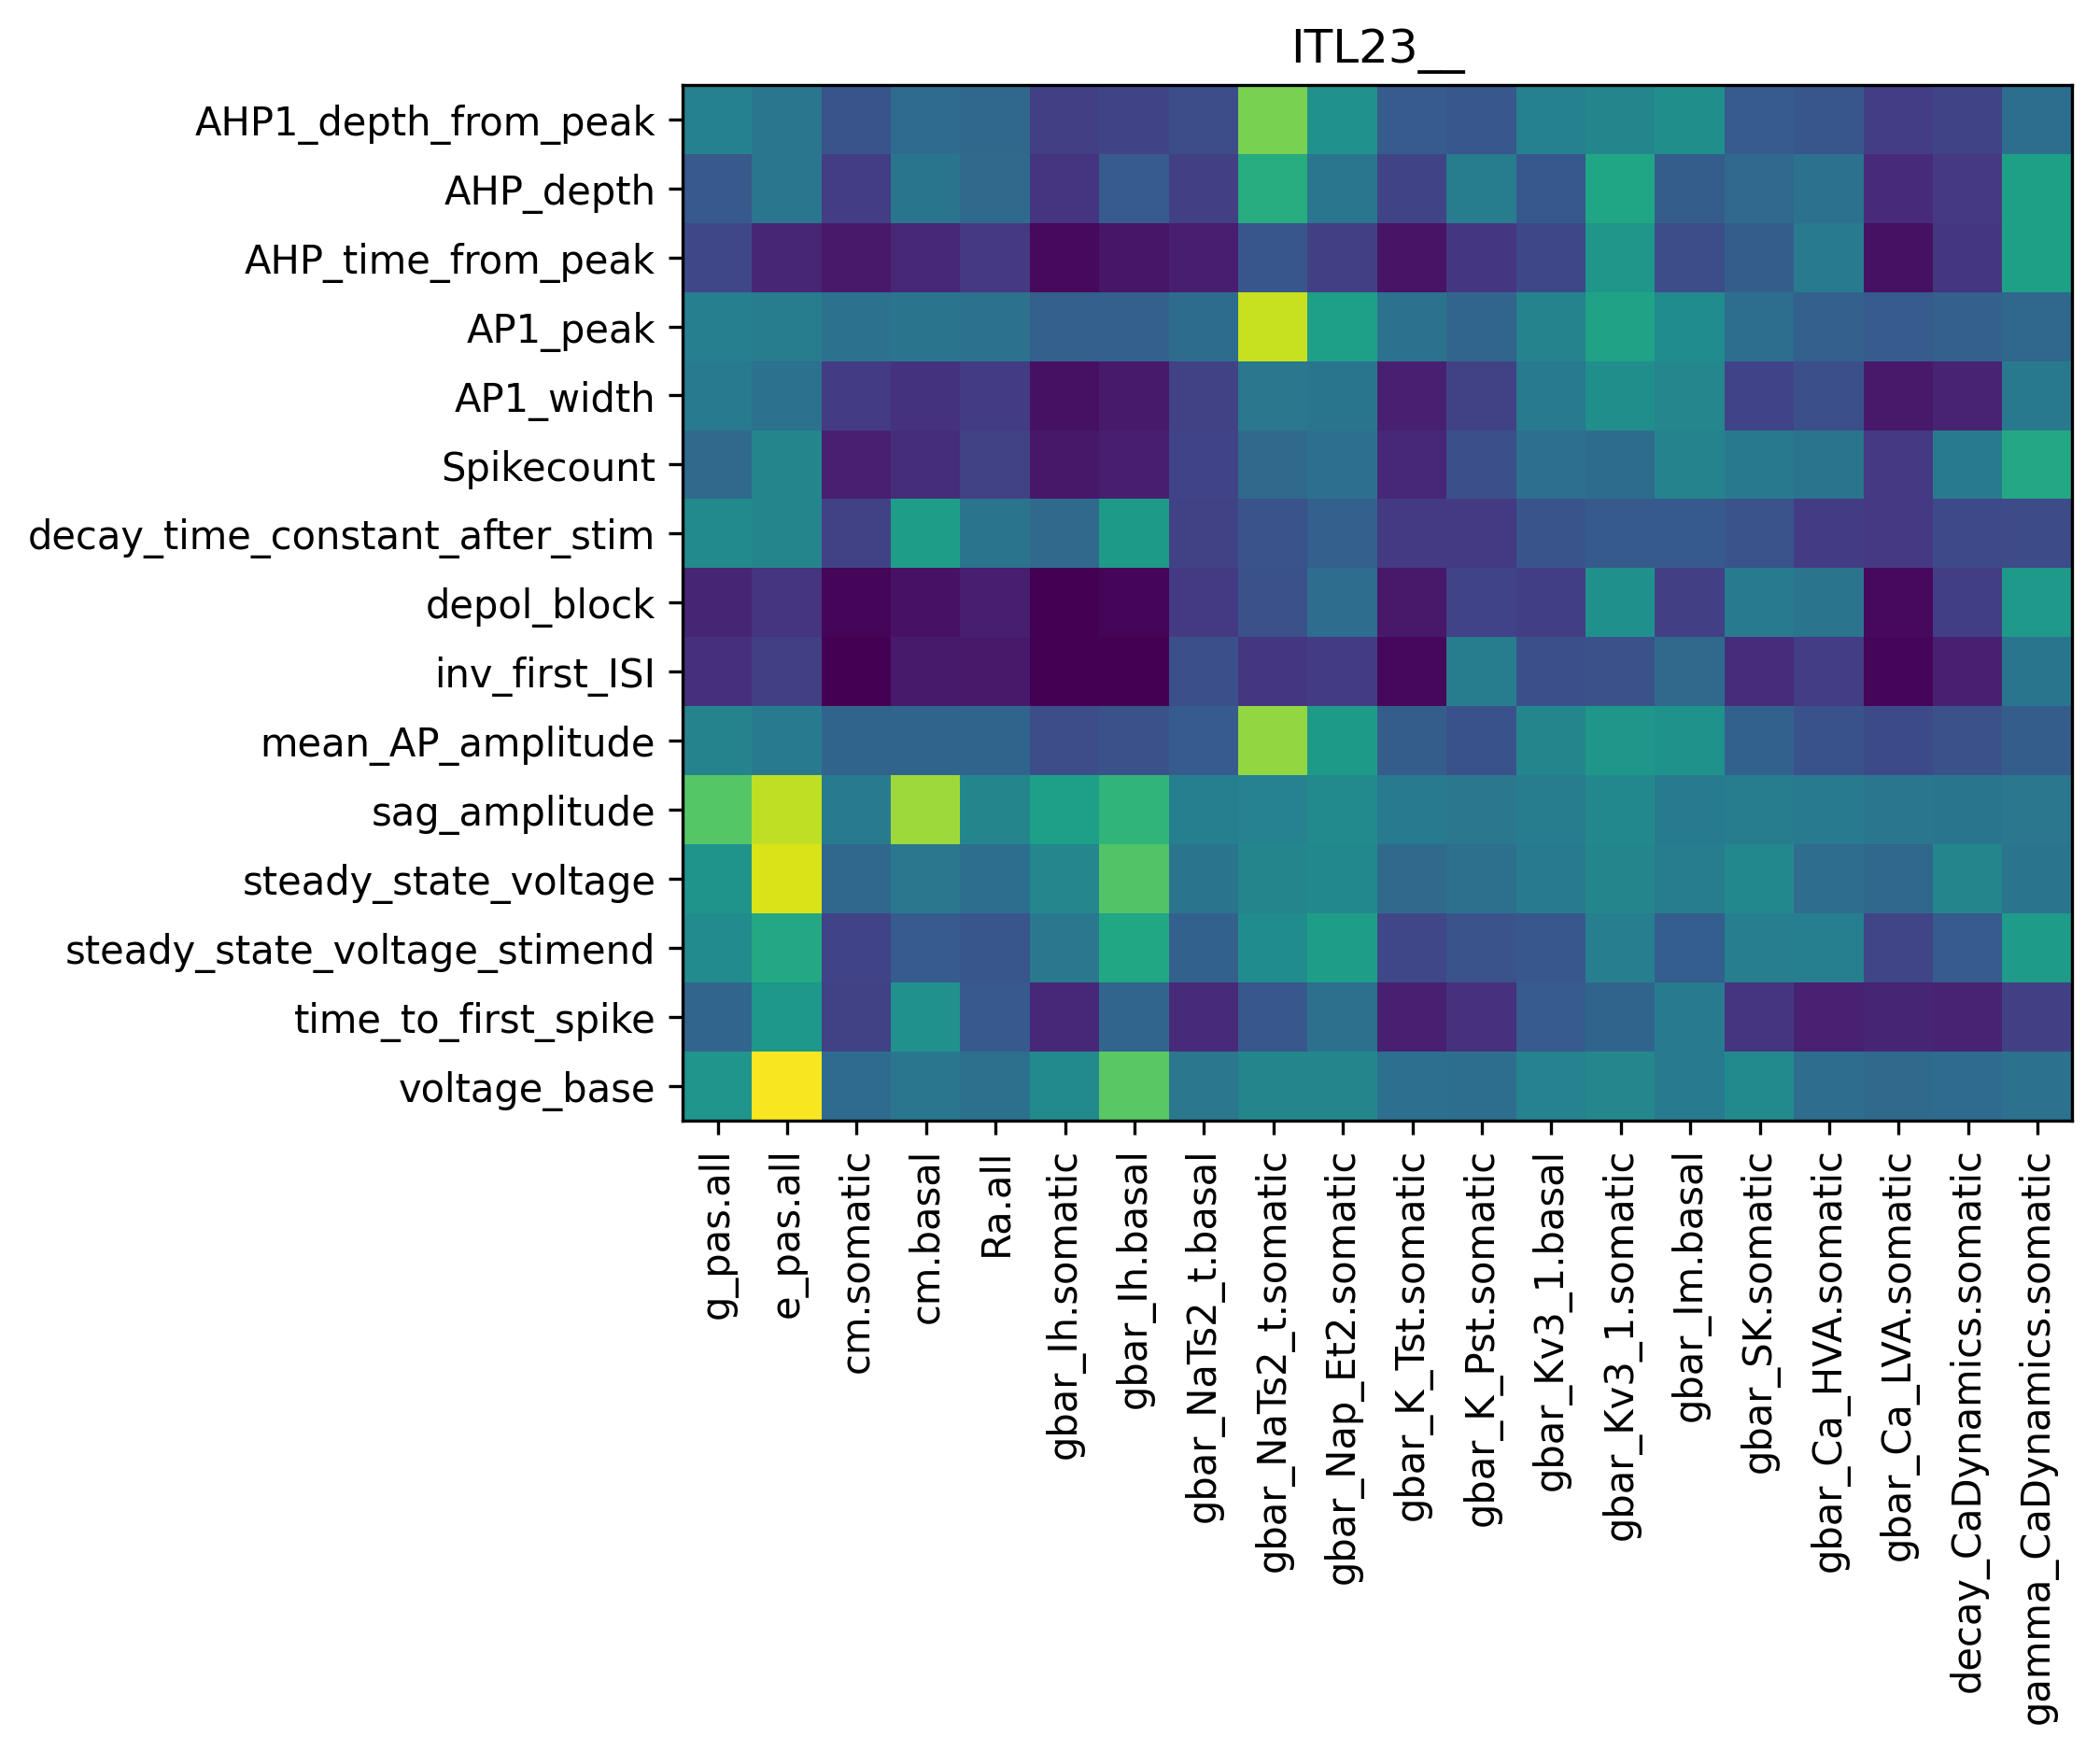 ITL23__
AHP1_depth_from_peak
AHP_depth
AHP_time_from_peak
AP1_peak
AP1_width
Spikecount
decay_time_constant_after_stim
depol_block
inv_first_ISI
mean_AP_amplitude
sag_amplitude
steady_state_voltage
steady_state_voltage_stimend
time_to_first_spike
voltage_base
g_pas.all
e_pas.all
cm.somatic
cm.basal
Ra.all
gbar_Ih.somatic
gbar_Ih.basal
gbar_NaTs2_t.basal
gbar_NaTs2_t.somatic
gbar_Nap_Et2.somatic
gbar_K_Tst.somatic
gbar_K_Pst.somatic
gbar_Kv3_1.basal
gbar_Kv3_1.somatic
gbar_Im.basal
gbar_SK.somatic
gbar_Ca_HVA.somatic
gbar_Ca_LVA.somatic
decay_CaDynamics.somatic
gamma_CaDynamics.somatic